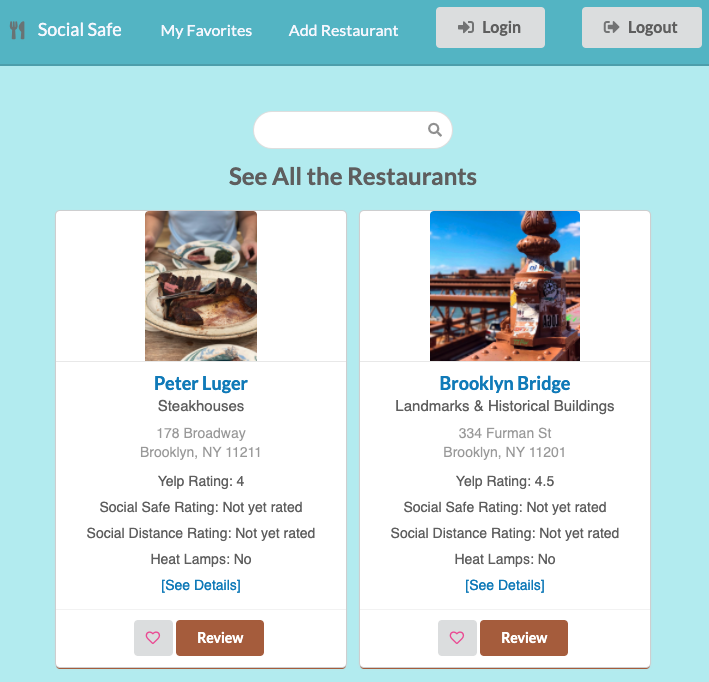 Social Safe
My Favorites
Add Restaurant
Login
Logout
See All the Restaurants
Peter Luger
Steakhouses
178 Broadway
Brooklyn, NY 11211
Yelp Rating: 4
Social Safe Rating: Not yet rated
Social Distance Rating: Not yet rated
Heat Lamps: No
[See Details]
Review
Brooklyn Bridge
Landmarks & Historical Buildings
334 Furman St
Brooklyn, NY 11201
Yelp Rating: 4.5
Social Safe Rating: Not yet rated
Social Distance Rating: Not yet rated
Heat Lamps: No
[See Details]
Review